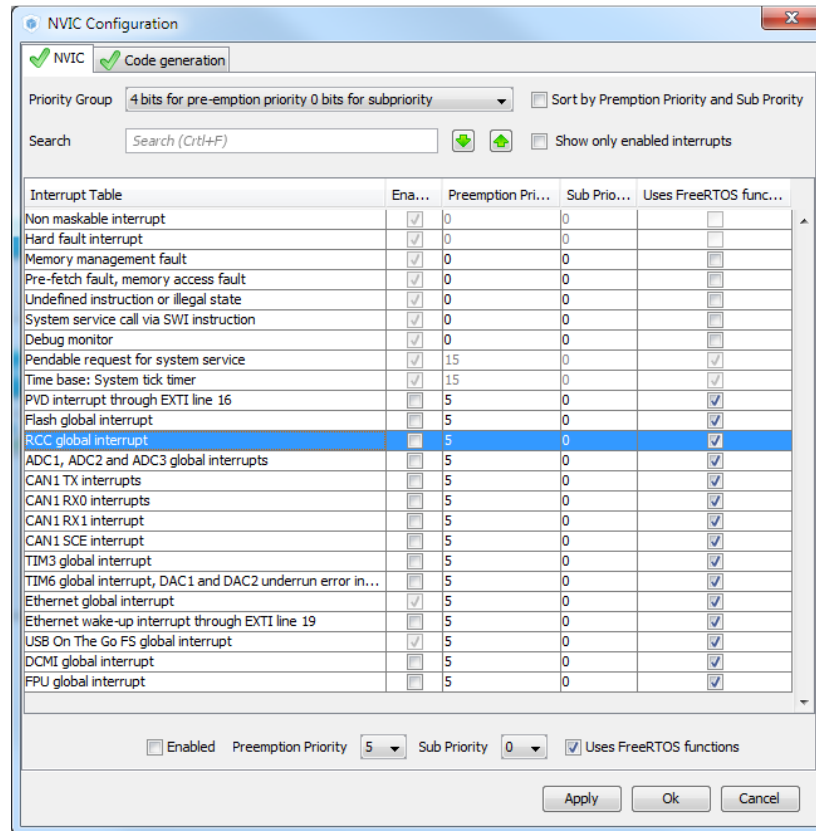 NVIC Configuration
NVIC Code generation
Priority Group 4 bits for pre-emption priority 0 bits for subpriority Sort by Premption Priority and Sub Prority
Search Search (Crtl+F) Show only enabled interrupts
Interrupt Table Ena... Preemption Pri... Sub Prio... Uses FreeRTOS func...
Non maskable interrupt 0 0
Hard fault interrupt 0 0
Memory management fault 0 0
Pre-fetch fault, memory access fault 0 0
Undefined instruction or illegal state 0 0
System service call via SWI instruction 0 0
Debug monitor 0 0
Pendable request for system service 15 0
Time base: System tick timer 15 0
PVD interrupt through EXTI line 16 5 0
Flash global interrupt 5 0
RCC global interrupt 5 0
ADC1, ADC2 and ADC3 global interrupts 5 0
CAN1 TX interrupts 5 0
CAN1 RX0 interrupts 5 0
CAN1 RX1 interrupt 5 0
CAN1 SCE interrupt 5 0
TIM3 global interrupt 5 0
TIM6 global interrupt, DAC1 and DAC2 underrun error in... 5 0
Ethernet global interrupt 5 0
Ethernet wake-up interrupt through EXTI line 19 5 0
USB On The Go FS global interrupt 5 0
DCMI global interrupt 5 0
FPU global interrupt 5 0
Enabled Preemption Priority 5 Sub Priority 0 Uses FreeRTOS functions
Apply Ok Cancel